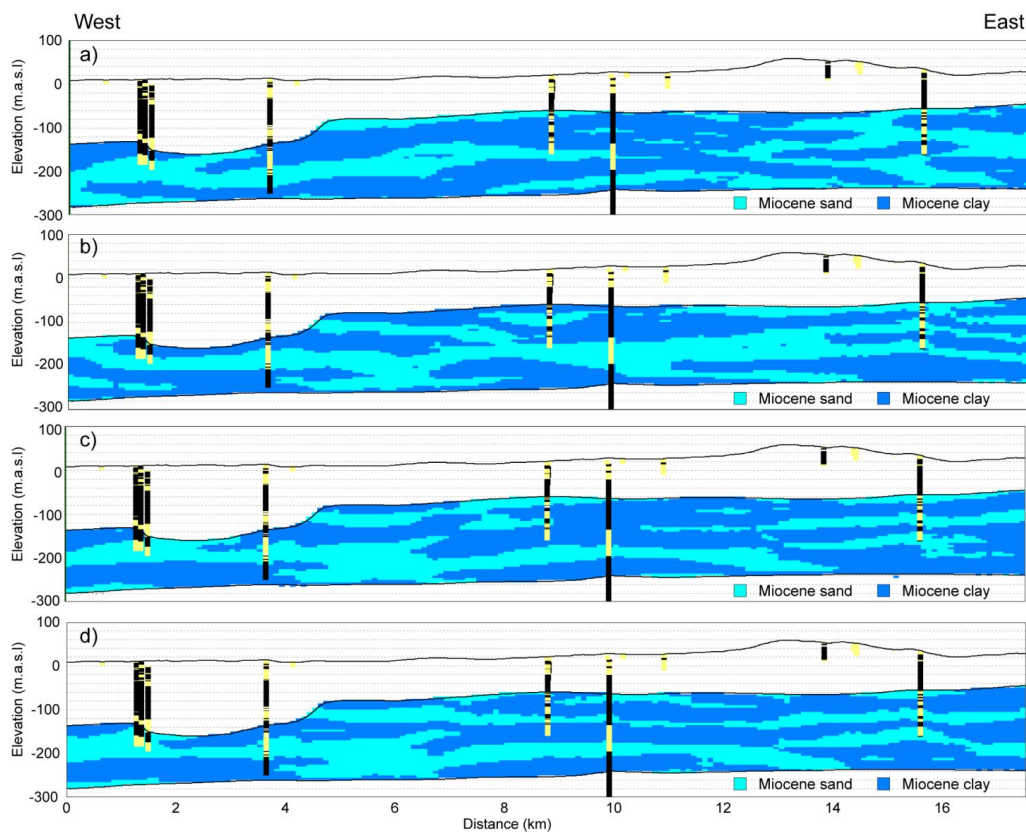 West East
100
a)
0
-100
-200
-300
Elevation (m.a.s.l)
Miocene sand Miocene clay
100
b)
0
-100
-200
-300
Elevation (m.a.s.l)
Miocene sand Miocene clay
100
c)
0
-100
-200
-300
Elevation (m.a.s.l)
Miocene sand Miocene clay
100
d)
0
-100
-200
-300
Elevation (m.a.s.l)
Miocene sand Miocene clay
0 2 4 6 8 10 12 14 16
Distance (km)